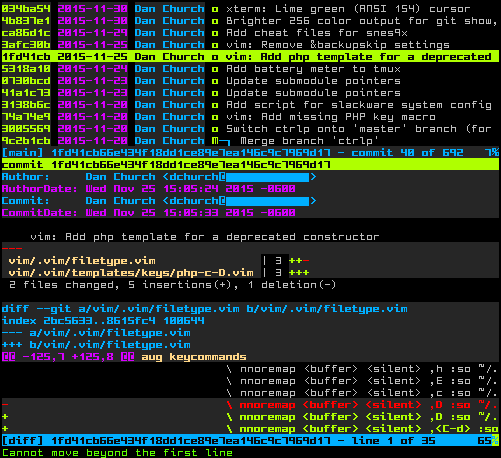 034ba54 2015-11-30 Dan Church o xterm: Lime green (ANSI 154) cursor
4b837e1 2015-11-30 Dan Church o Brighter 256 color output for git show,
ca86d1c 2015-11-29 Dan Church o Add cheat files for snes9x
3afc30b 2015-11-25 Dan Church o vim: Remove &backupskip settings
1fd41cb 2015-11-25 Dan Church o vim: Add php template for a deprecated
5318a10 2015-11-24 Dan Church o Add battery meter to tmux
0730bcd 2015-11-23 Dan Church o Update submodule pointers
41a1c73 2015-11-23 Dan Church o Update submodule pointers
3138b6c 2015-11-20 Dan Church o Add script for slackware system config
74a74e9 2015-11-20 Dan Church o vim: Add missing PHP key macro
3005569 2015-11-20 Dan Church o Switch ctrlp onto 'master' branch (for
9c2b1cb 2015-11-20 Dan Church M─┐ Merge branch 'ctrlp'
[main] 1fd41cb66e434f18dd1ce89e7ea146c9c7969d17 - commit 40 of 692 7%
commit 1fd41cb66e434f18dd1ce89e7ea146c9c7969d17
Author: Dan Church <dchurch@ >
AuthorDate: Wed Nov 25 15:05:24 2015 -0600
Commit: Dan Church <dchurch@ >
CommitDate: Wed Nov 25 15:05:33 2015 -0600
vim: Add php template for a deprecated constructor
---
vim/.vim/filetype.vim | 3 ++-
vim/.vim/templates/keys/php-c-D.vim | 3 +++
2 files changed, 5 insertions(+), 1 deletion(-)
diff --git a/vim/.vim/filetype.vim b/vim/.vim/filetype.vim
index 2bc5633..8615fc4 100644
--- a/vim/.vim/filetype.vim
+++ b/vim/.vim/filetype.vim
@@ -125,7 +125,8 @@ aug keycommands
\ nnoremap <buffer> <silent> ,h :so ~/.
\ nnoremap <buffer> <silent> ,E :so ~/.
\ nnoremap <buffer> <silent> ,c :so ~/.
- \ nnoremap <buffer> <silent> ,D :so ~/.
+ \ nnoremap <buffer> <silent> ,D :so ~/.
+ \ nnoremap <buffer> <silent> ,<C-d> :so
[diff] 1fd41cb66e434f18dd1ce89e7ea146c9c7969d17 - line 1 of 35 65%
Cannot move beyond the first line